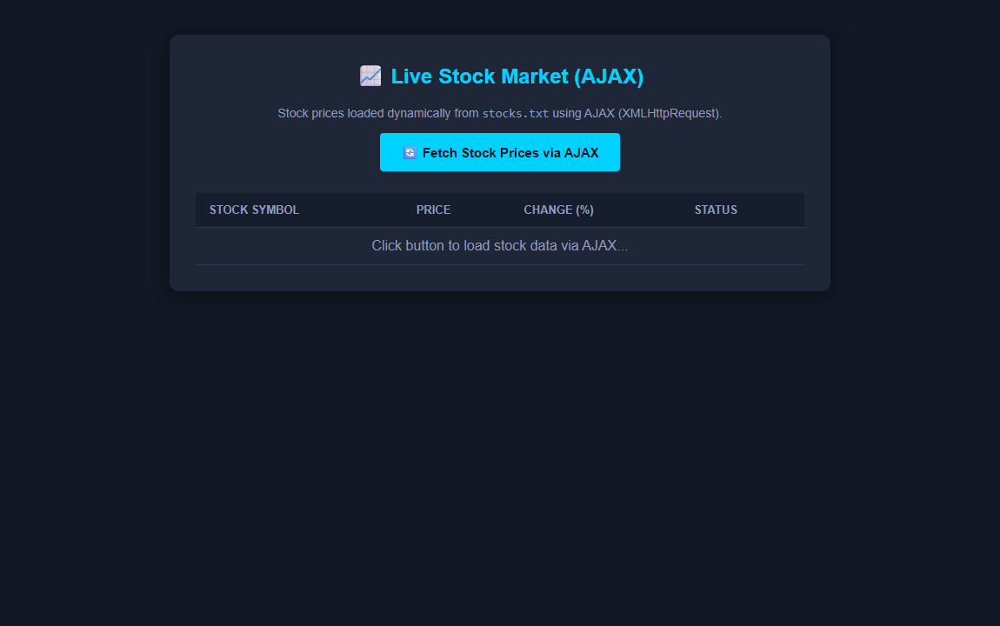 📈 Live Stock Market (AJAX)
Stock prices loaded dynamically from stocks.txt using AJAX (XMLHttpRequest).
🔄 Fetch Stock Prices via AJAX
STOCK SYMBOL PRICE CHANGE (%) STATUS
Click button to load stock data via AJAX...